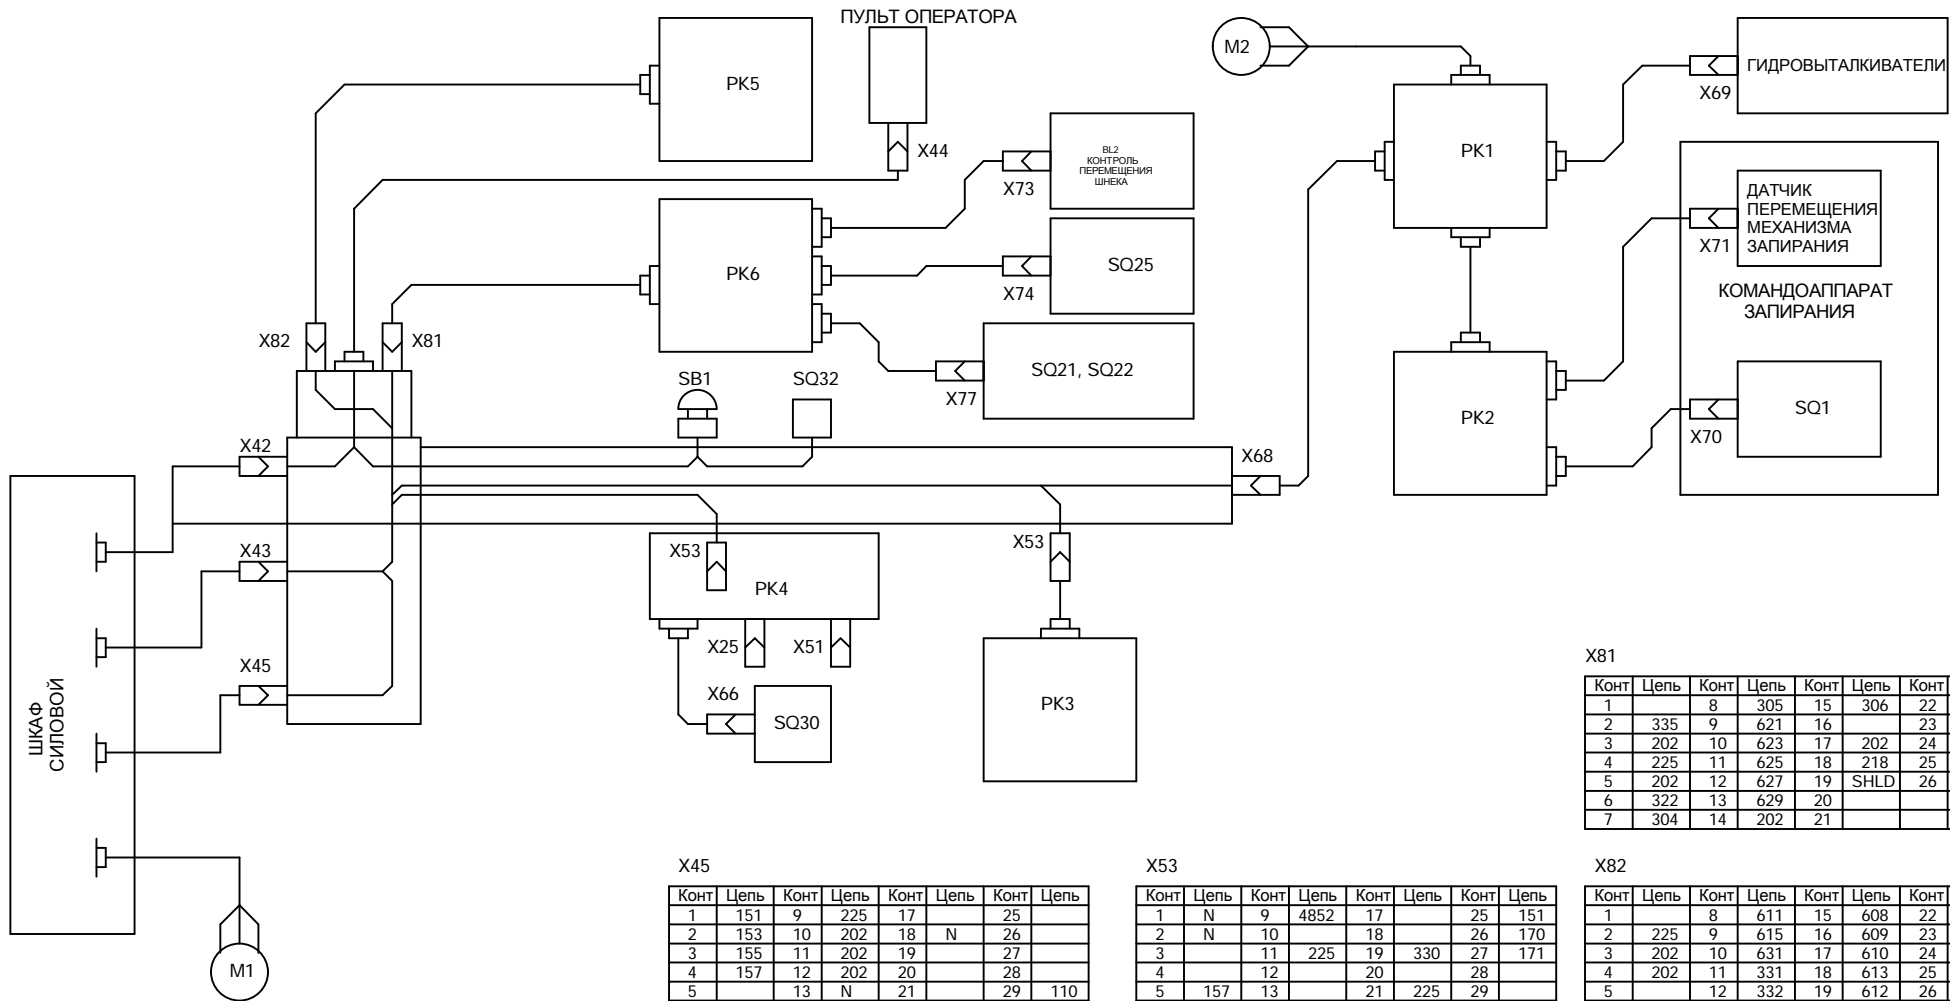 ПУЛЬТ ОПЕРАТОРА
РК5
X44
М2
РК1
X69
ГИДРОВЫТАЛКИВАТЕЛИ
BL2
КОНТРОЛЬ
ПЕРЕМЕЩЕНИЯ
ШНЕКА
X73
РК6
SQ25
X74
X71
ДАТЧИК
ПЕРЕМЕЩЕНИЯ
МЕХАНИЗМА
ЗАПИРАНИЯ
КОМАНДОАППАРАТ
ЗАПИРАНИЯ
X82
X81
SB1
SQ32
SQ21, SQ22
X77
РК2
SQ1
X70
X42
X68
X43
X53
РК4
X53
X45
X25
X51
X66
SQ30
РК3
ШКАФ
СИЛОВОЙ
М1
X81
Конт Цепь Конт Цепь Конт Цепь Конт
1 8 305 15 306 22
2 335 9 621 16 23
3 202 10 623 17 202 24
4 225 11 625 18 218 25
5 202 12 627 19 SHLD 26
6 322 13 629 20
7 304 14 202 21
X45
Конт Цепь Конт Цепь Конт Цепь Конт Цепь
1 151 9 225 17 25
2 153 10 202 18 N 26
3 155 11 202 19 27
4 157 12 202 20 28
5 13 N 21 29 110
X53
Конт Цепь Конт Цепь Конт Цепь Конт Цепь
1 N 9 4852 17 25 151
2 N 10 18 26 170
3 11 225 19 330 27 171
4 12 20 28
5 157 13 21 225 29
X82
Конт Цепь Конт Цепь Конт Цепь Конт
1 8 611 15 608 22
2 225 9 615 16 609 23
3 202 10 631 17 610 24
4 202 11 331 18 613 25
5 12 332 19 612 26